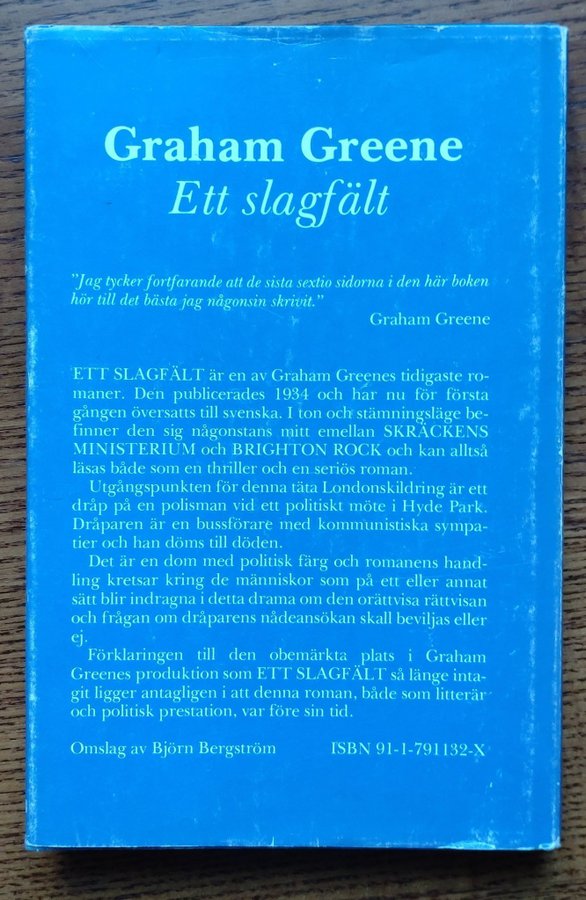 Graham Greene
Ett slagfält
"Jag tycker fortfarande att de sista sextio sidorna i den här boken
hör till det bästa jag någonsin skrivit."
Graham Greene
ETT SLAGFÄLT är en av Graham Greenes tidigaste ro-
maner. Den publicerades 1934 och har nu för första
gången översatts till svenska. I ton och stämningsläge be-
finner den sig någonstans mitt emellan SKRÄCKENS
MINISTERIUM och BRIGHTON ROCK och kan alltså
läsas både som en thriller och en seriös roman.
Utgångspunkten för denna täta Londonskildring är ett
dråp på en polisman vid ett politiskt möte i Hyde Park.
Dråparen är en bussförare med kommunistiska sympa-
tier och han döms till döden.
Det är en dom med politisk färg och romanens hand-
ling kretsar kring de människor som på ett eller annat
sätt blir indragna i detta drama om den orättvisa rättvisan
och frågan om dråparens nådeansökan skall beviljas eller
ej.
Förklaringen till den obemärkta plats i Graham
Greenes produktion som ETT SLAGFÄLT så länge inta-
git ligger antagligen i att denna roman, både som litterär
och politisk prestation, var före sin tid.
Omslag av Björn Bergström ISBN 91-1-791132-X